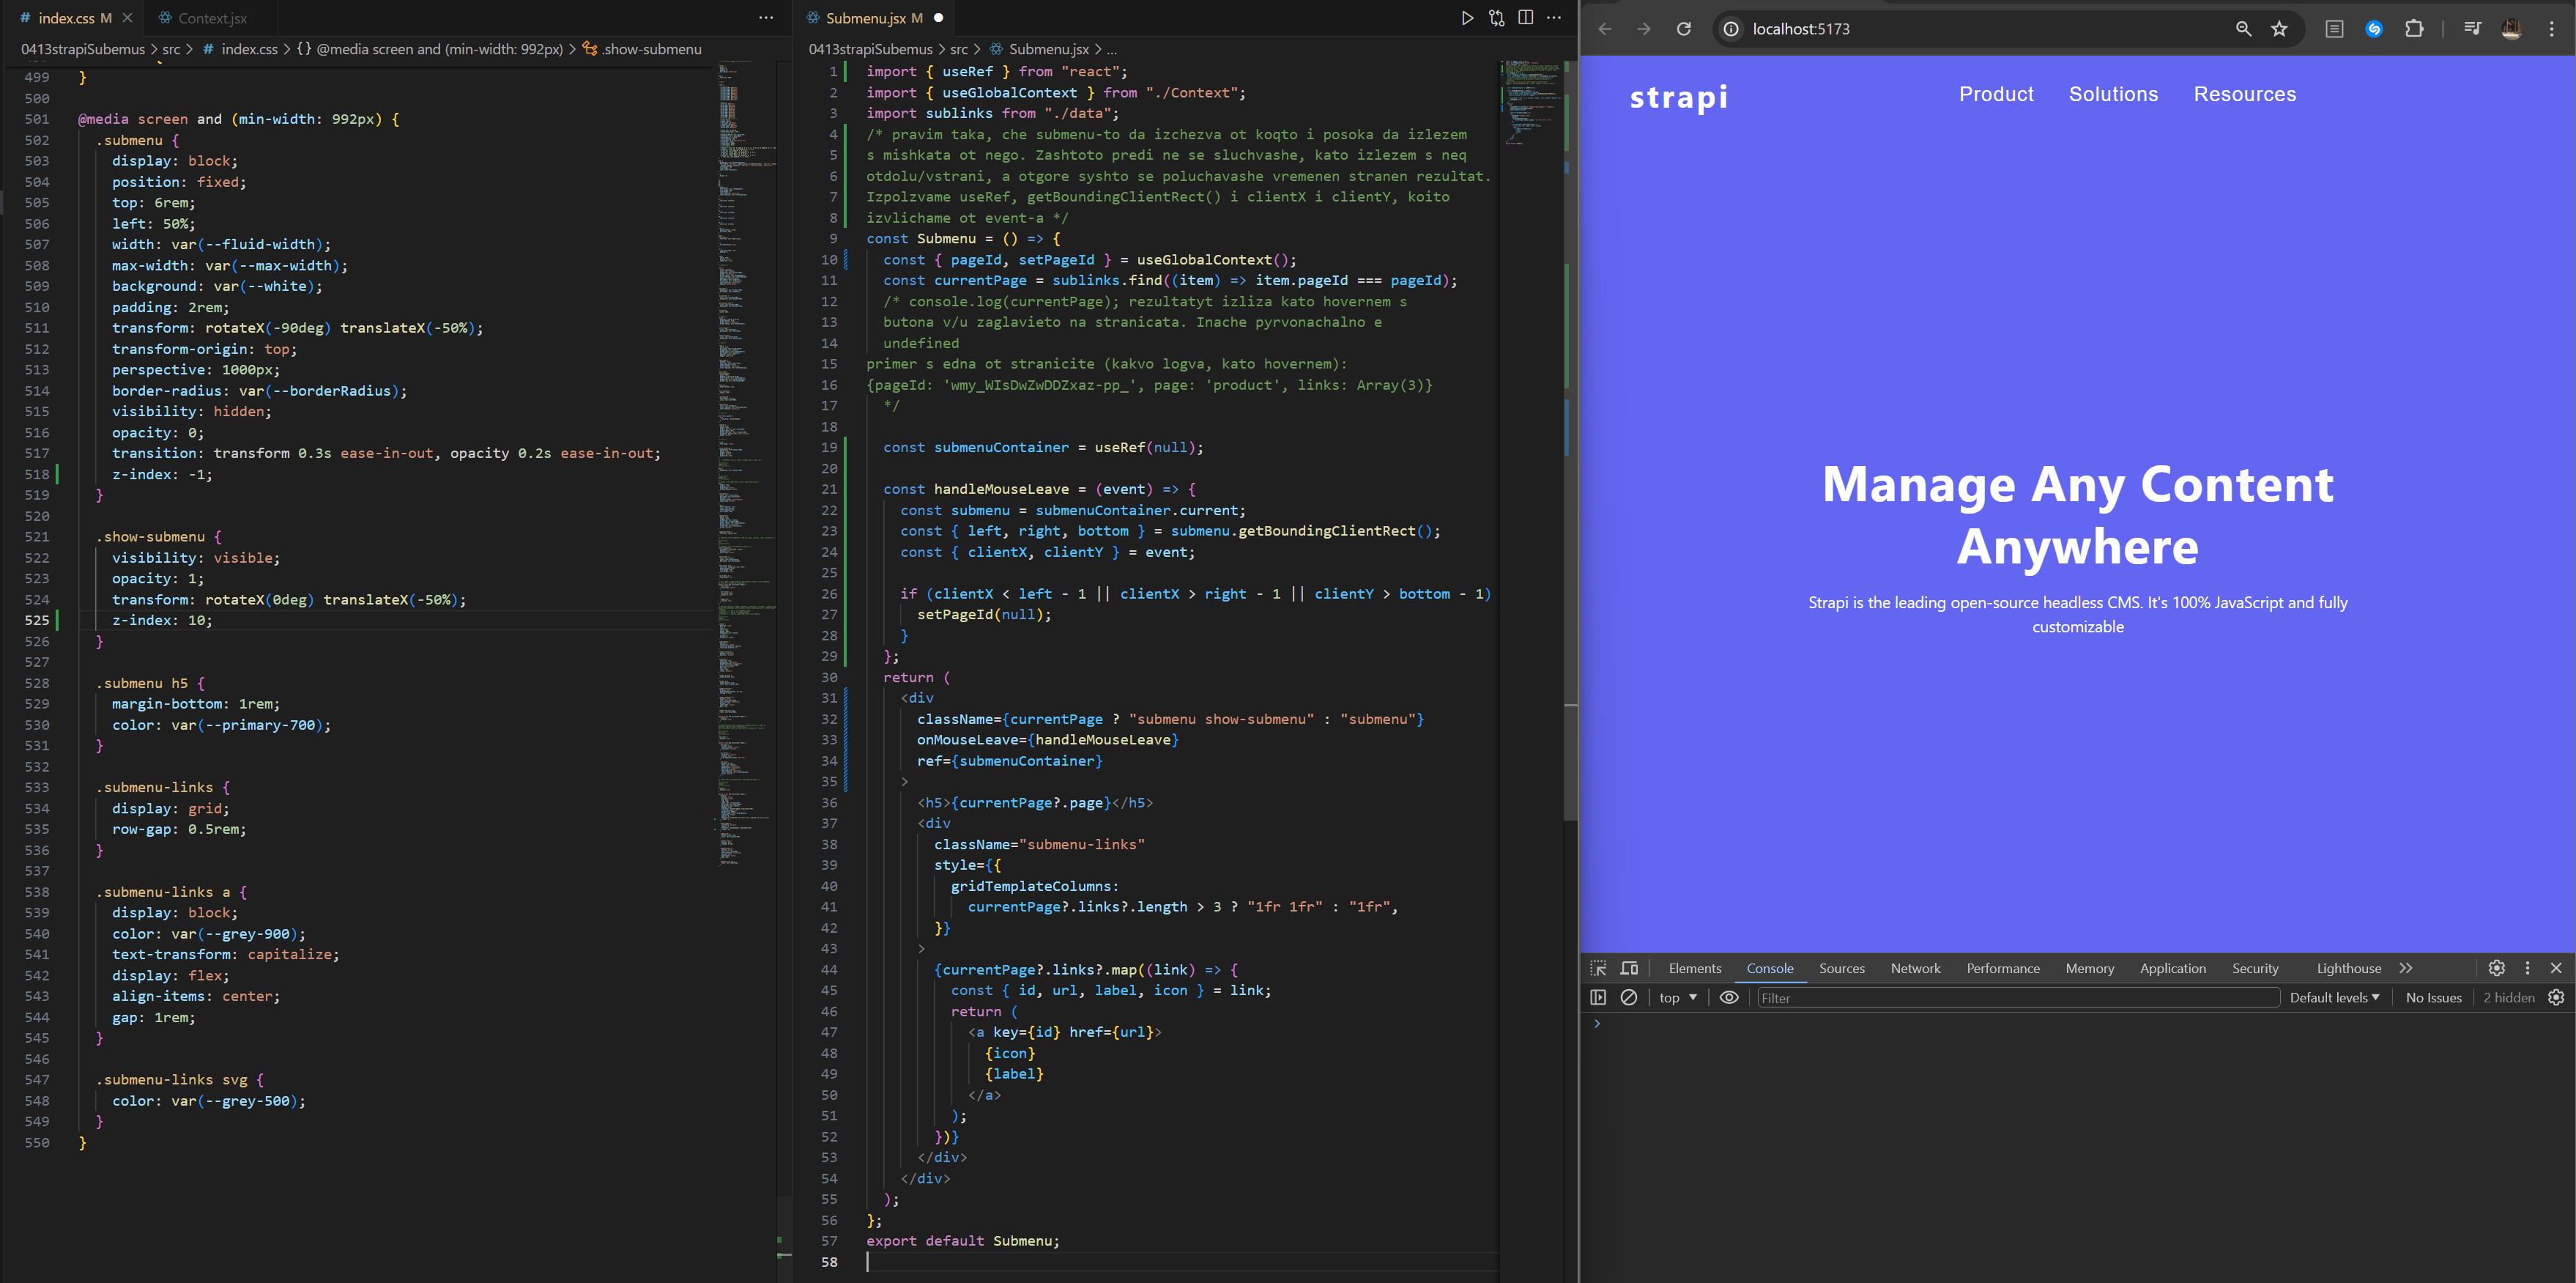 index.css M
Context.jsx
0413strapiSubemus > src > # index.css > {} @media screen and (min-width: 992px) > .show-submenu
499 }
500
501 @media screen and (min-width: 992px) {
502 .submenu {
503 display: block;
504 position: fixed;
505 top: 6rem;
506 left: 50%;
507 width: var(--fluid-width);
508 max-width: var(--max-width);
509 background: var(--white);
510 padding: 2rem;
511 transform: rotateX(-90deg) translateX(-50%);
512 transform-origin: top;
513 perspective: 1000px;
514 border-radius: var(--borderRadius);
515 visibility: hidden;
516 opacity: 0;
517 transition: transform 0.3s ease-in-out, opacity 0.2s ease-in-out;
518 z-index: -1;
519 }
520
521 .show-submenu {
522 visibility: visible;
523 opacity: 1;
524 transform: rotateX(0deg) translateX(-50%);
525 z-index: 10;
526 }
527
528 .submenu h5 {
529 margin-bottom: 1rem;
530 color: var(--primary-700);
531 }
532
533 .submenu-links {
534 display: grid;
535 row-gap: 0.5rem;
536 }
537
538 .submenu-links a {
539 display: block;
540 color: var(--grey-900);
541 text-transform: capitalize;
542 display: flex;
543 align-items: center;
544 gap: 1rem;
545 }
546
547 .submenu-links svg {
548 color: var(--grey-500);
549 }
550 }
Submenu.jsx M
0413strapiSubemus > src > Submenu.jsx > ...
1 import { useRef } from "react";
2 import { useGlobalContext } from "./Context";
3 import sublinks from "./data";
4 /* pravim taka, che submenu-to da izchezva ot koqto i posoka da izlezem
5 s mishkata ot nego. Zashtoto predi ne se sluchvashe, kato izlezem s neq
6 otdolu/vstrani, a otgore syshto se poluchavashe vremenen stranen rezultat.
7 Izpolzvame useRef, getBoundingClientRect() i clientX i clientY, koito
8 izvlichame ot event-a */
9 const Submenu = () => {
10 const { pageId, setPageId } = useGlobalContext();
11 const currentPage = sublinks.find((item) => item.pageId === pageId);
12 /* console.log(currentPage); rezultatyt izliza kato hovernem s
13 butona v/u zaglavieto na stranicata. Inache pyrvonachalno e
14 undefined
15 primer s edna ot stranicite (kakvo logva, kato hovernem):
16 {pageId: 'wmy_WIsDwZwDDZxaz-pp_', page: 'product', links: Array(3)}
17 */
18
19 const submenuContainer = useRef(null);
20
21 const handleMouseLeave = (event) => {
22 const submenu = submenuContainer.current;
23 const { left, right, bottom } = submenu.getBoundingClientRect();
24 const { clientX, clientY } = event;
25
26 if (clientX < left - 1 || clientX > right - 1 || clientY > bottom - 1)
27 setPageId(null);
28 }
29 };
30 return (
31 <div
32 className={currentPage ? "submenu show-submenu" : "submenu"}
33 onMouseLeave={handleMouseLeave}
34 ref={submenuContainer}
35 >
36 <h5>{currentPage?.page}</h5>
37 <div
38 className="submenu-links"
39 style={{
40 gridTemplateColumns:
41 currentPage?.links?.length > 3 ? "1fr 1fr" : "1fr",
42 }}
43 >
44 {currentPage?.links?.map((link) => {
45 const { id, url, label, icon } = link;
46 return (
47 <a key={id} href={url}>
48 {icon}
49 {label}
50 </a>
51 );
52 })}
53 </div>
54 </div>
55 );
56 };
57 export default Submenu;
58
localhost:5173
strapi
Product Solutions Resources
Manage Any Content
Anywhere
Strapi is the leading open-source headless CMS. It's 100% JavaScript and fully
customizable
Elements Console Sources Network Performance Memory Application Security Lighthouse
top Filter Default levels No Issues 2 hidden